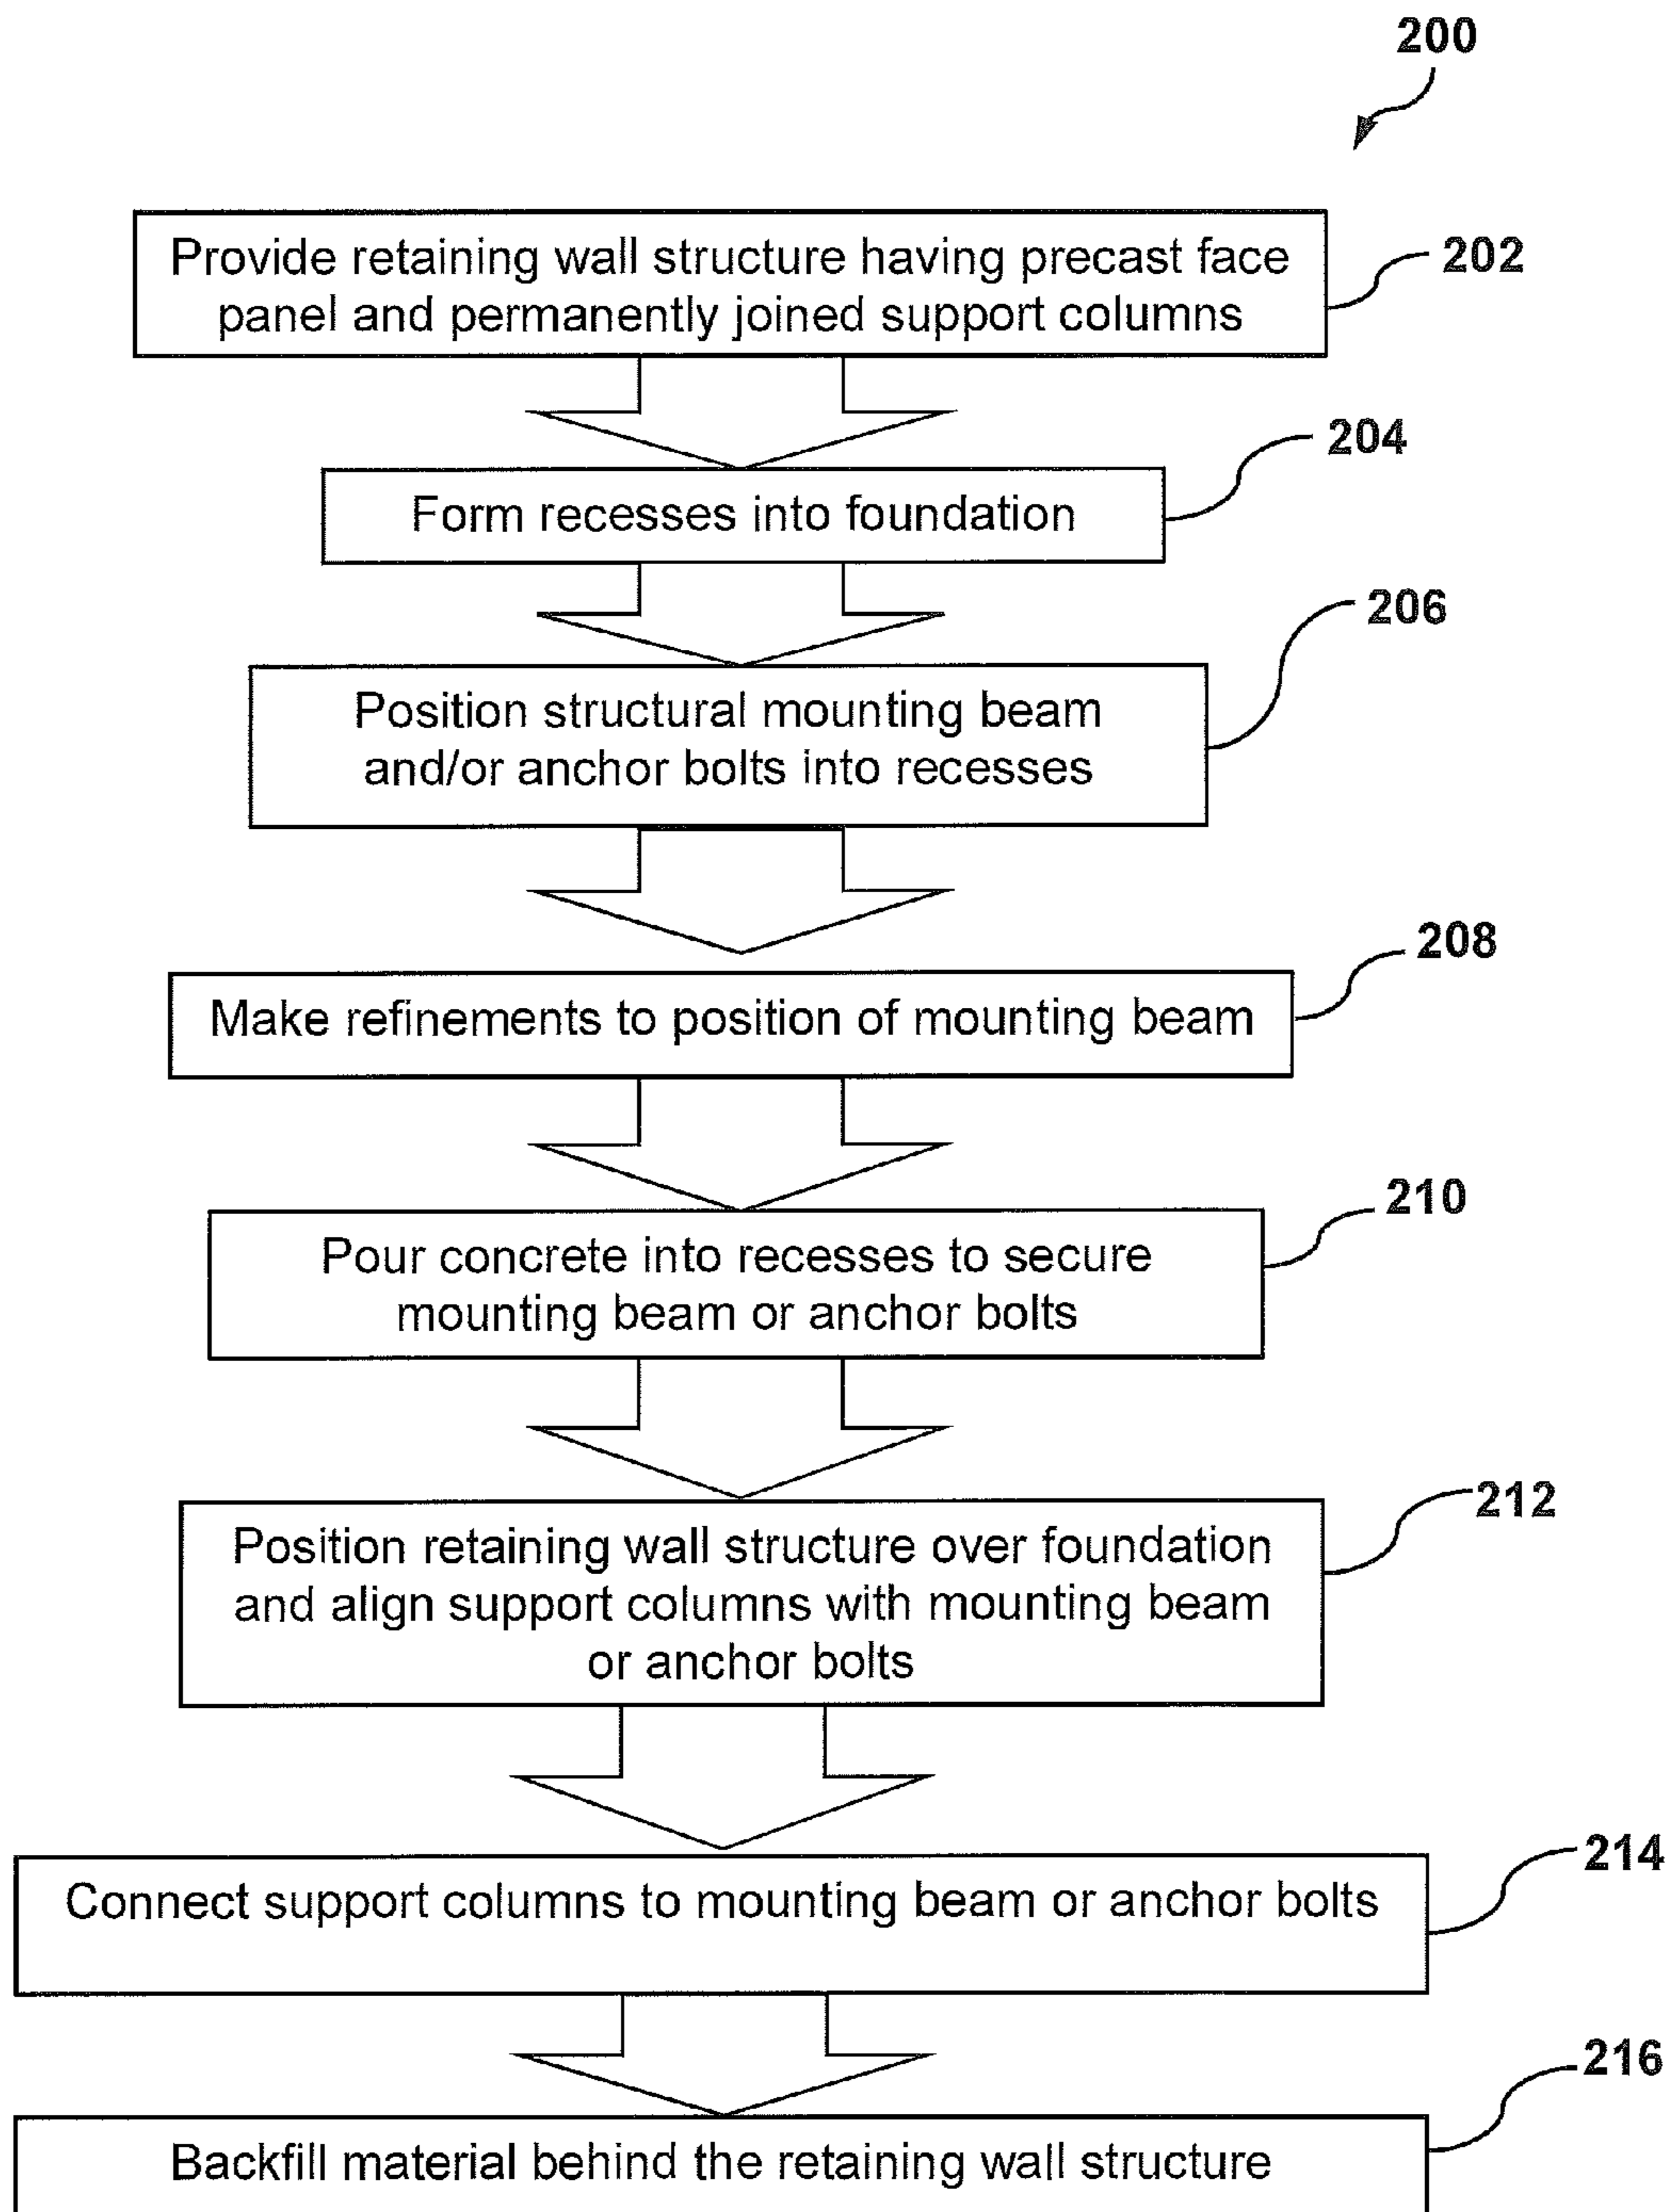 200
Provide retaining wall structure having precast face
panel and permanently joined support columns
202
204
Form recesses into foundation
206
Position structural mounting beam
and/or anchor bolts into recesses
208
Make refinements to position of mounting beam
210
Pour concrete into recesses to secure
mounting beam or anchor bolts
212
Position retaining wall structure over foundation
and align support columns with mounting beam
or anchor bolts
214
Connect support columns to mounting beam or anchor bolts
216
Backfill material behind the retaining wall structure